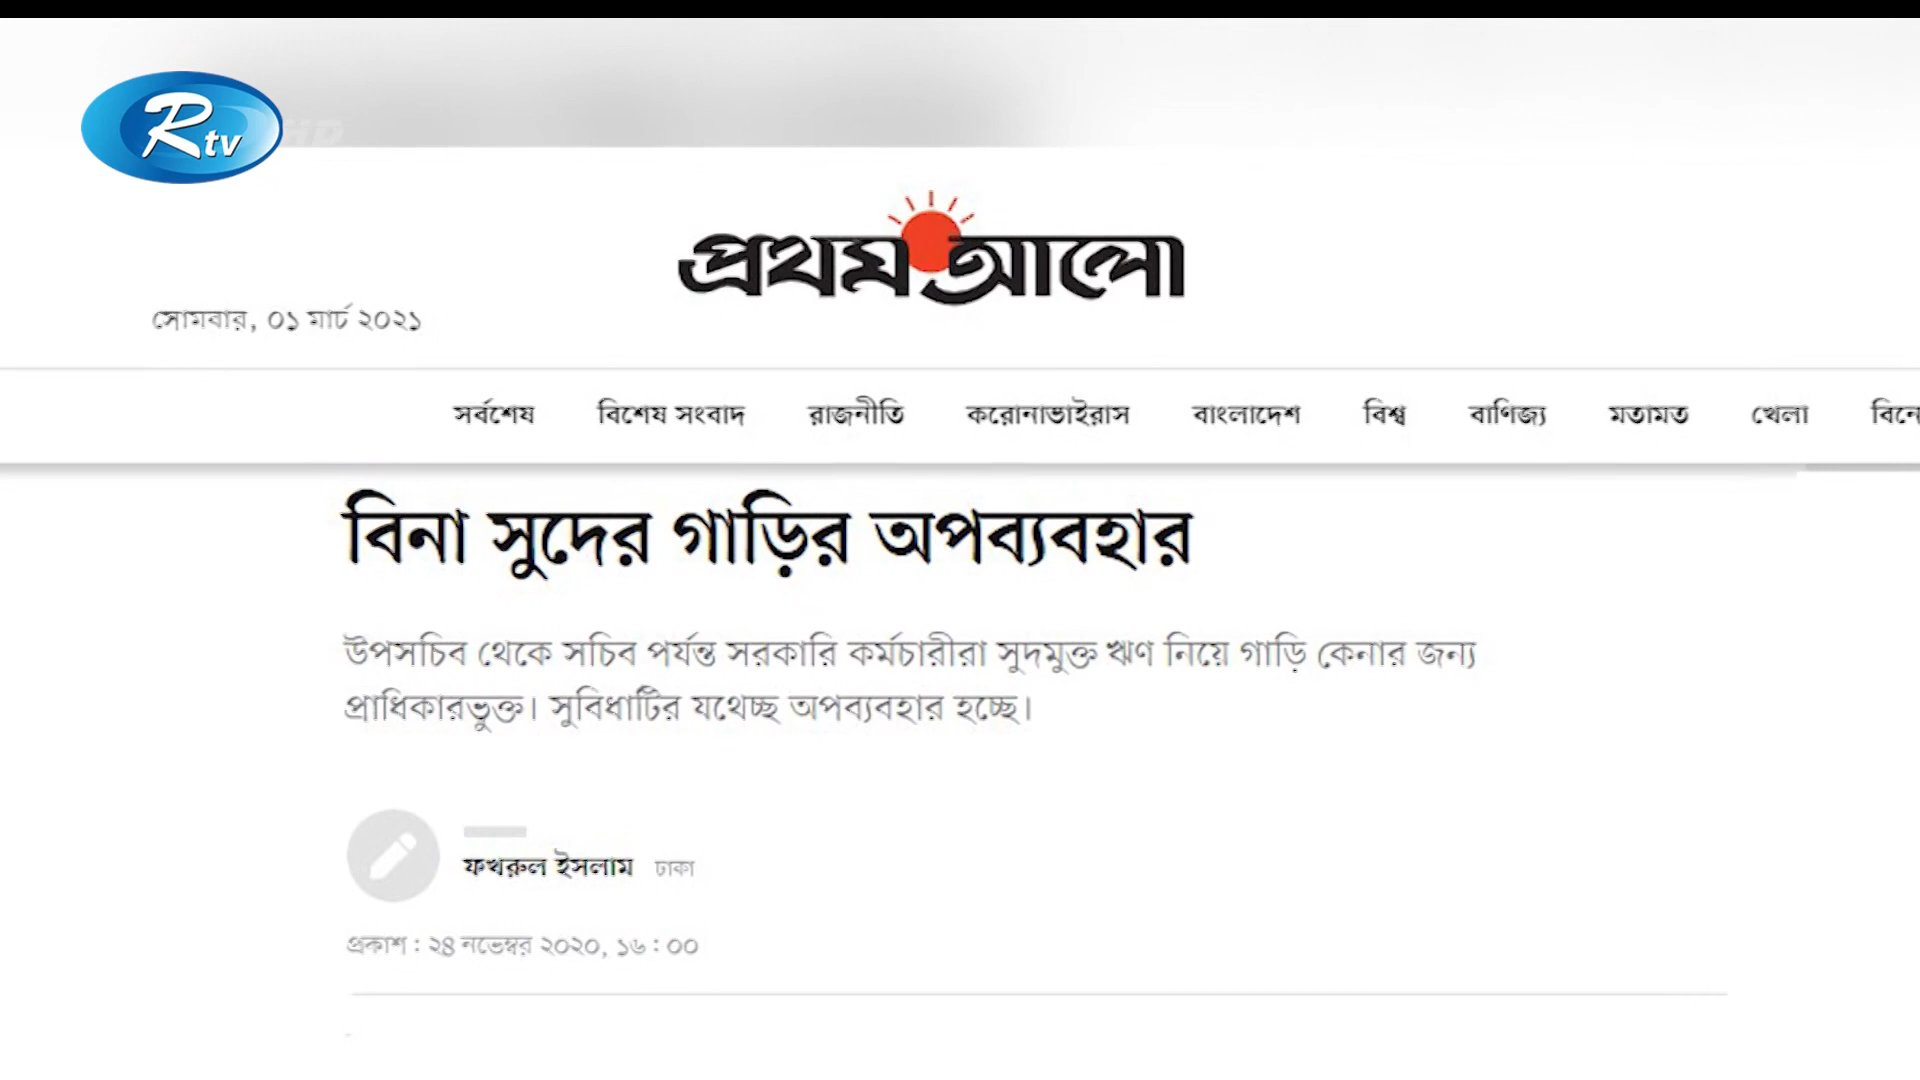 Rtv
HD
প্রথম আলো
সোমবার, ০১ মার্চ ২০২১
সর্বশেষ বিশেষ সংবাদ রাজনীতি করোনাভাইরাস বাংলাদেশ বিশ্ব বাণিজ্য মতামত খেলা
বিনা সুদের গাড়ির অপব্যবহার
উপসচিব থেকে সচিব পর্যন্ত সরকারি কর্মচারীরা সুদমুক্ত ঋণ নিয়ে গাড়ি কেনার জন্য
প্রাধিকারভুক্ত। সুবিধাটির যথেচ্ছ অপব্যবহার হচ্ছে।
ফখরুল ইসলাম ঢাকা
প্রকাশ : ২৪ নভেম্বর ২০২০, ১৬ : ০০